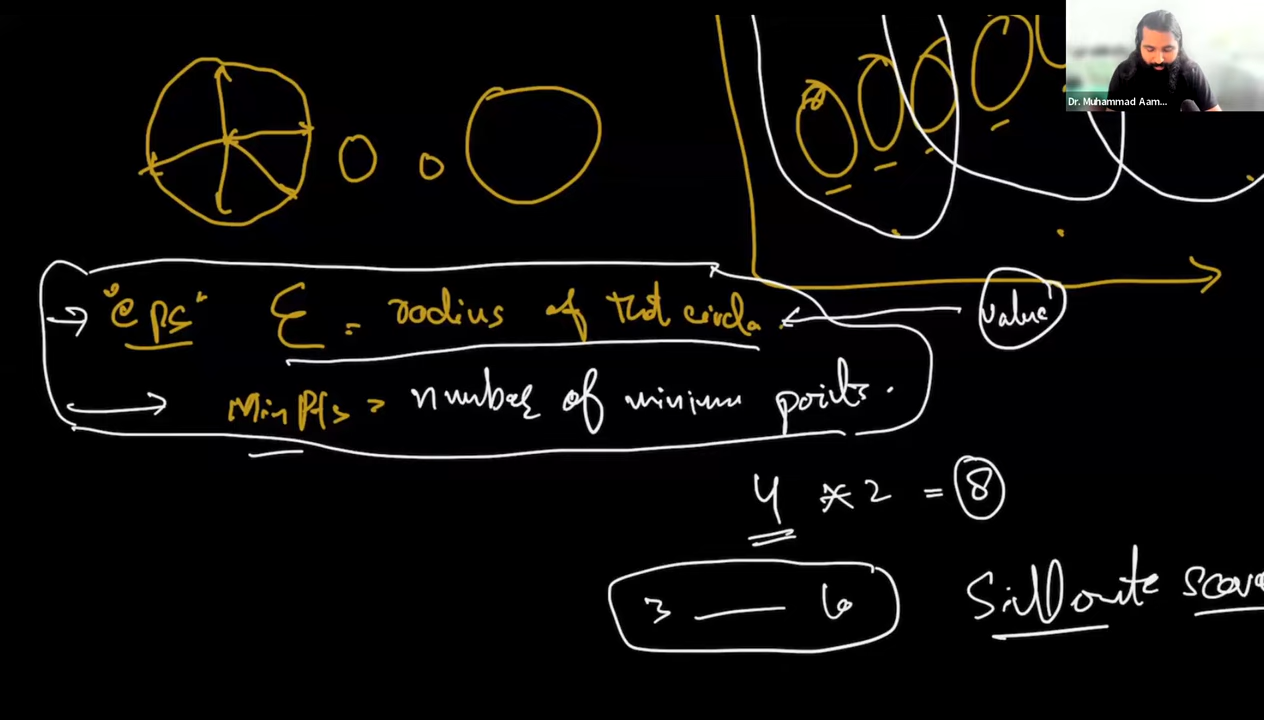 Dr. Muhammad Aam...
"eps" Ɛ = radius of that circle. value
MinPts = number of minimum points.
4 * 2 = 8
3 — 6
Sillouite score